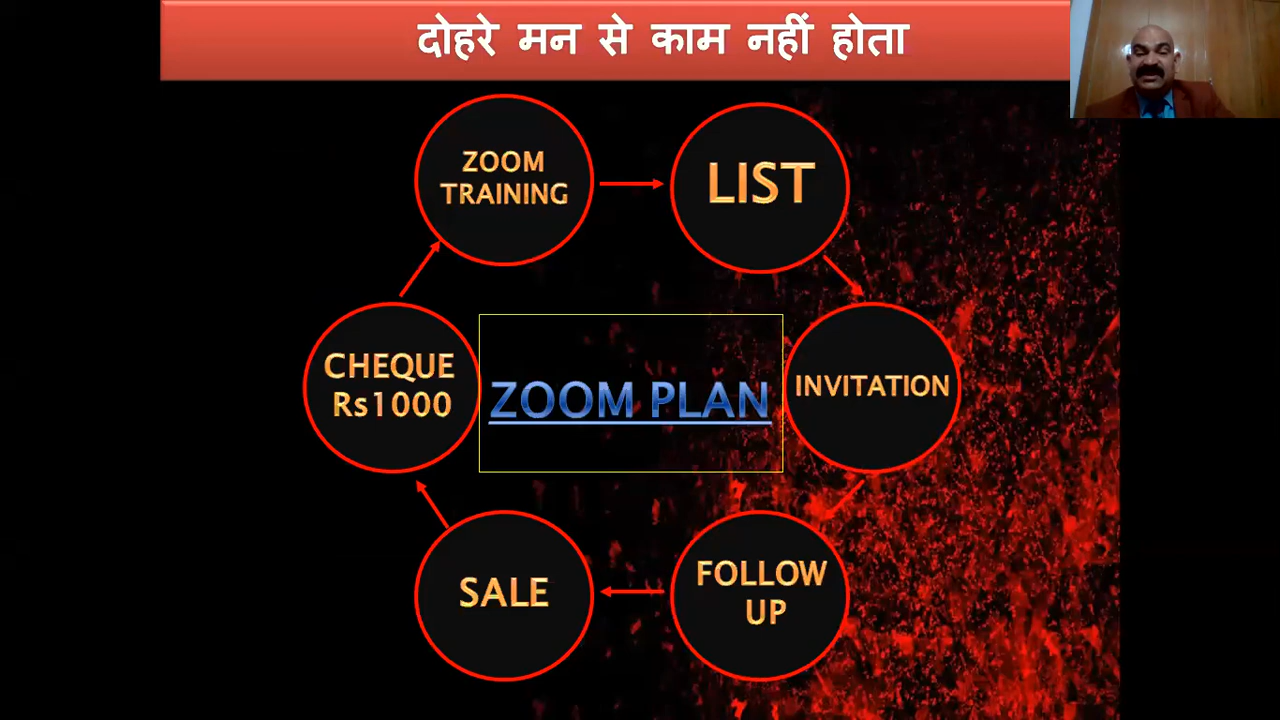 दोहरे मन से काम नहीं होता
ZOOM
TRAINING
LIST
CHEQUE
Rs1000
ZOOM PLAN
INVITATION
SALE
FOLLOW
UP